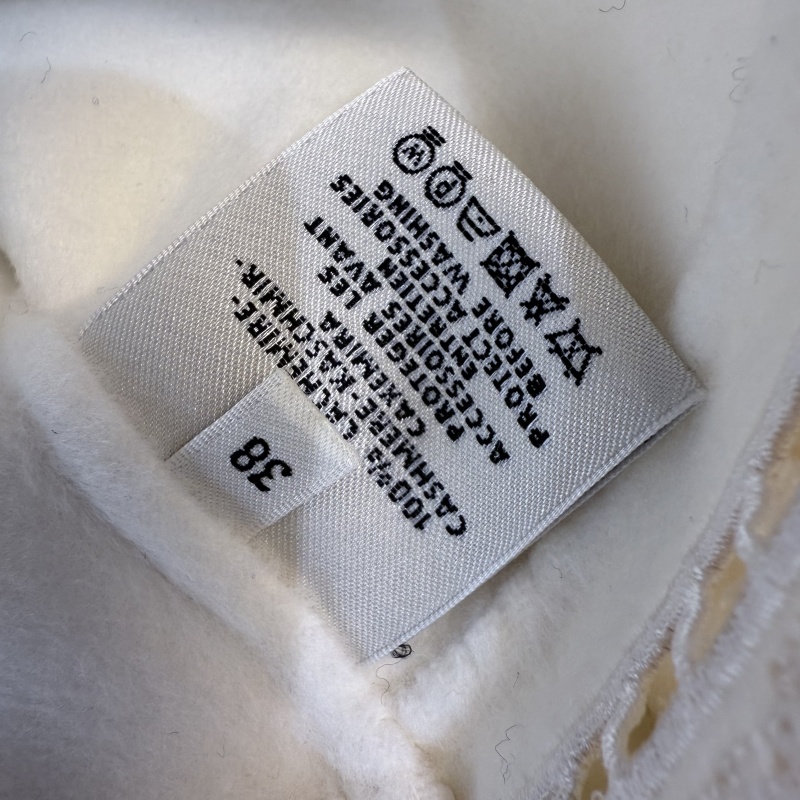 38
100% CACHEMIRE-
CASHMERE-KASCHMIR-
CAXEMIRA
PROTEGER LES
ACCESSOIRES AVANT
ENTRETIEN
PROTECT ACCESSORIES
BEFORE WASHING
P W